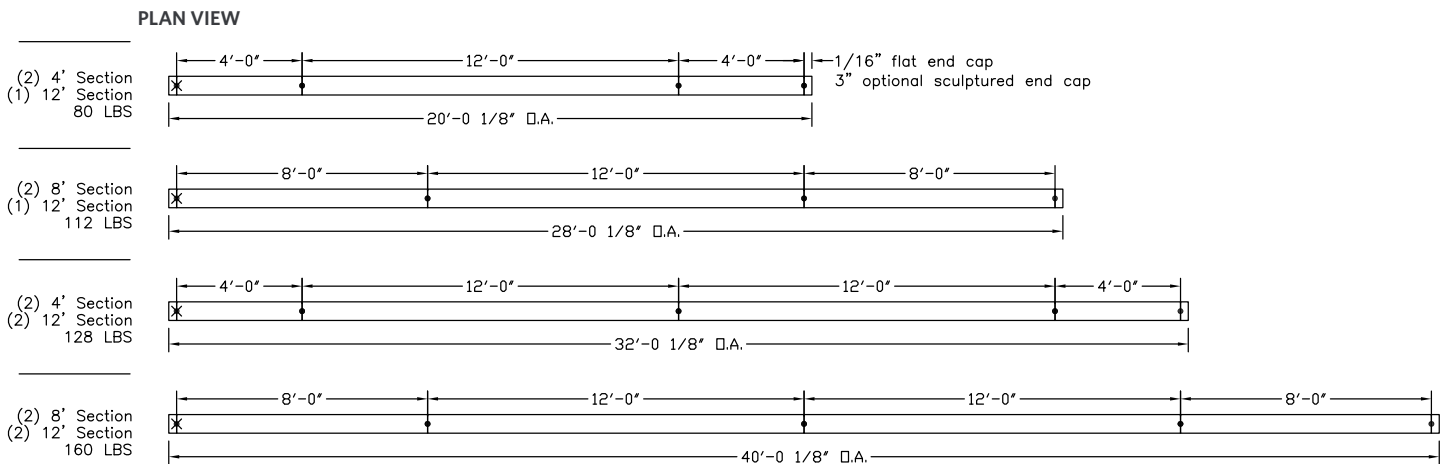 PLAN VIEW
(2) 4' Section
(1) 12' Section
80 LBS
4'-0" 12'-0" 4'-0"
1/16" flat end cap
3" optional sculptured end cap
20'-0 1/8" O.A.
(2) 8' Section
(1) 12' Section
112 LBS
8'-0" 12'-0" 8'-0"
28'-0 1/8" O.A.
(2) 4' Section
(2) 12' Section
128 LBS
4'-0" 12'-0" 12'-0" 4'-0"
32'-0 1/8" O.A.
(2) 8' Section
(2) 12' Section
160 LBS
8'-0" 12'-0" 12'-0" 8'-0"
40'-0 1/8" O.A.